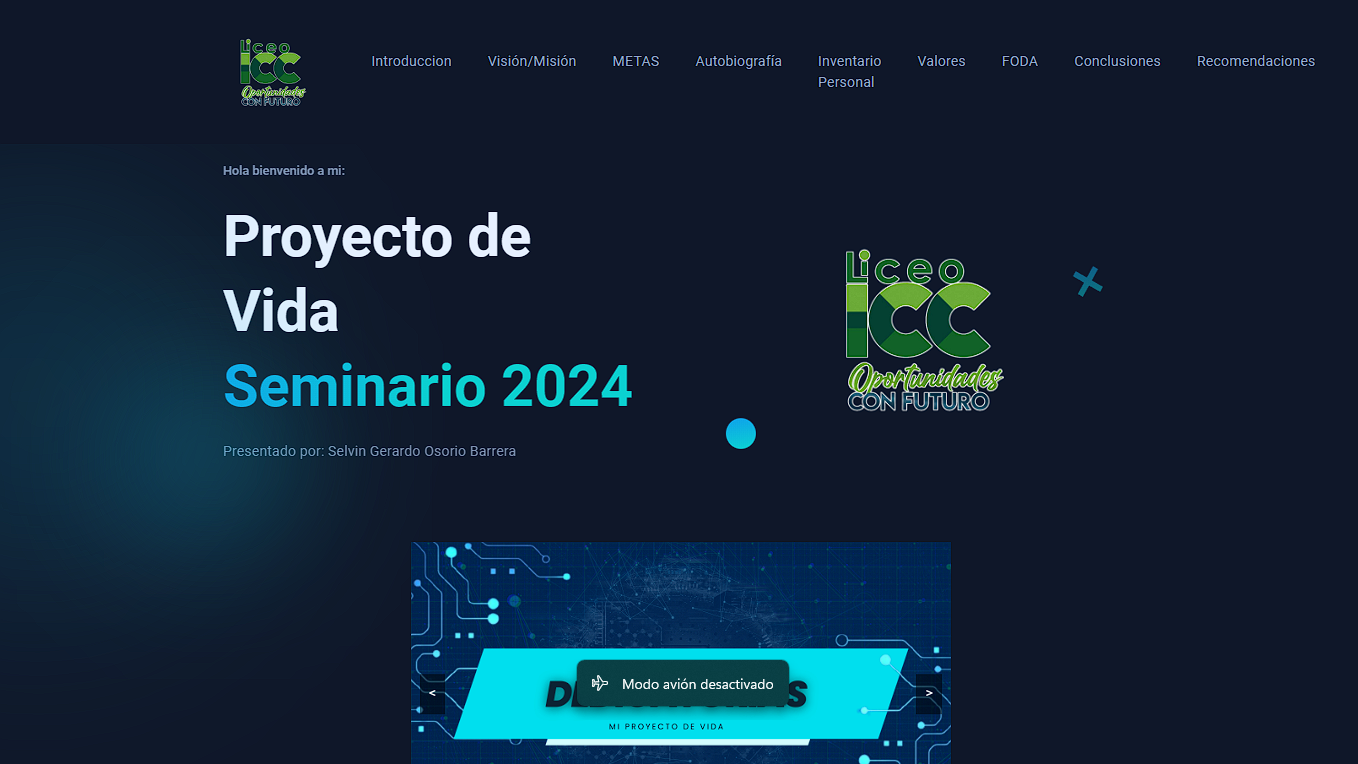 Liceo
ICC
Oportunidades
CON FUTURO
Introduccion
Visión/Misión
METAS
Autobiografía
Inventario
Personal
Valores
FODA
Conclusiones
Recomendaciones
Hola bienvenido a mi:
Proyecto de
Vida
Seminario 2024
Presentado por: Selvin Gerardo Osorio Barrera
Liceo
ICC
Oportunidades
CON FUTURO
<
Modo avión desactivado
>
MI PROYECTO DE VIDA